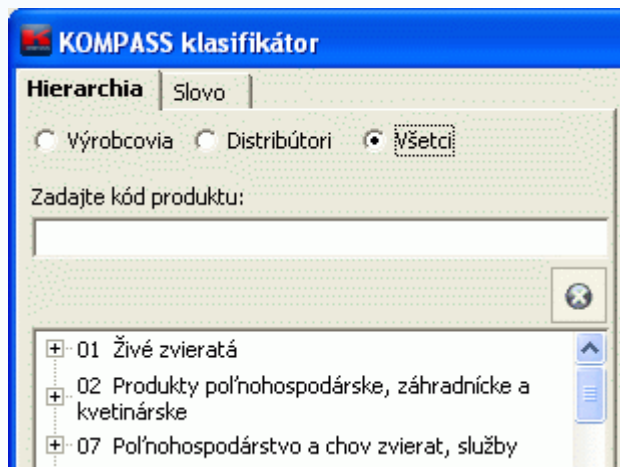 KOMPASS klasifikátor
Hierarchia Slovo
Výrobcovia Distribútori Všetci
Zadajte kód produktu:
01 Živé zvieratá
02 Produkty poľnohospodárske, záhradnícke a
kvetinárske
07 Poľnohospodárstvo a chov zvierat, služby